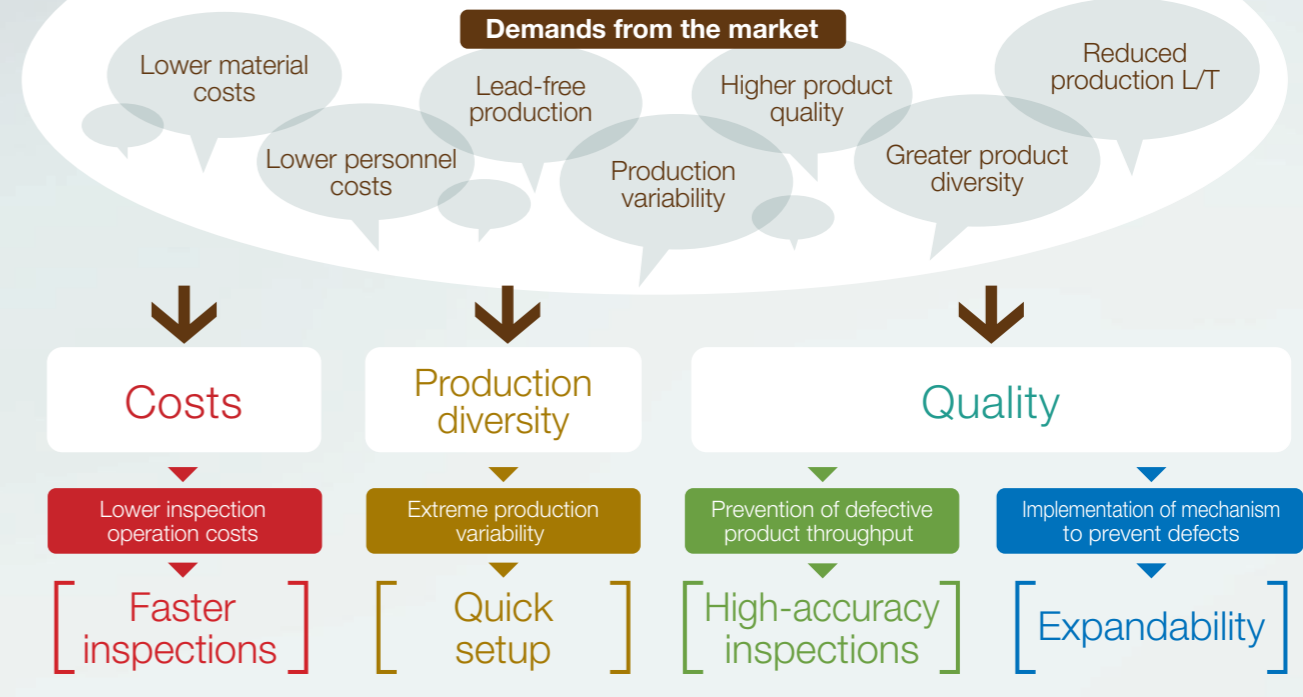 Demands from the market
Lower material
costs
Lower personnel
costs
Lead-free
production
Production
variability
Higher product
quality
Greater product
diversity
Reduced
production L/T
Costs
Production
diversity
Quality
Lower inspection
operation costs
Extreme production
variability
Prevention of defective
product throughput
Implementation of mechanism
to prevent defects
Faster
inspections
Quick
setup
High-accuracy
inspections
Expandability